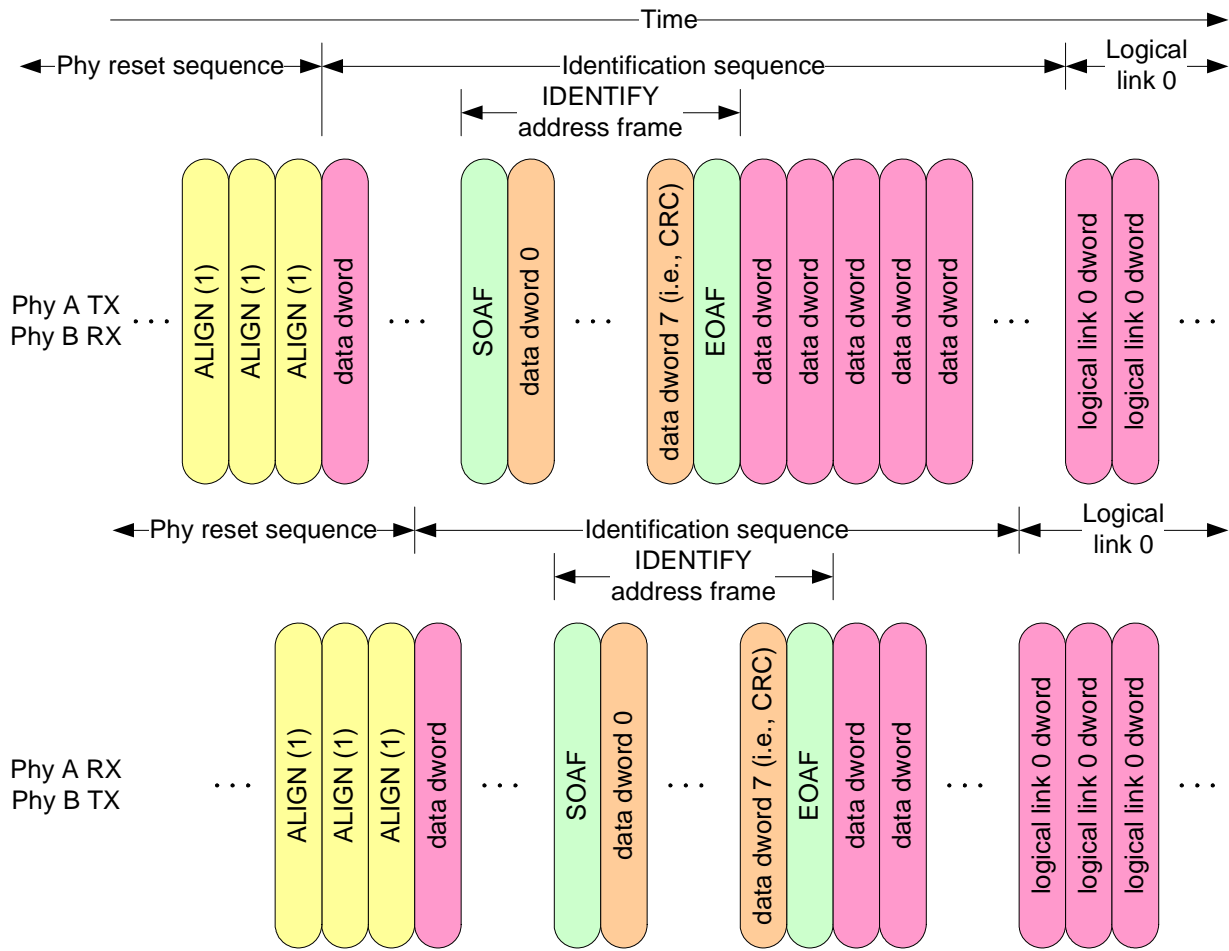 Time
Phy reset sequence
Identification sequence
Logical
link 0
IDENTIFY
address frame
Phy A TX
Phy B RX
. . .
ALIGN (1)
ALIGN (1)
ALIGN (1)
data dword
. . .
SOAF
data dword 0
. . .
data dword 7 (i.e., CRC)
EOAF
data dword
data dword
data dword
data dword
data dword
. . .
logical link 0 dword
logical link 0 dword
. . .
Phy reset sequence
Identification sequence
Logical
link 0
IDENTIFY
address frame
Phy A RX
Phy B TX
. . .
ALIGN (1)
ALIGN (1)
ALIGN (1)
data dword
. . .
SOAF
data dword 0
. . .
data dword 7 (i.e., CRC)
EOAF
data dword
data dword
. . .
logical link 0 dword
logical link 0 dword
logical link 0 dword
. . .